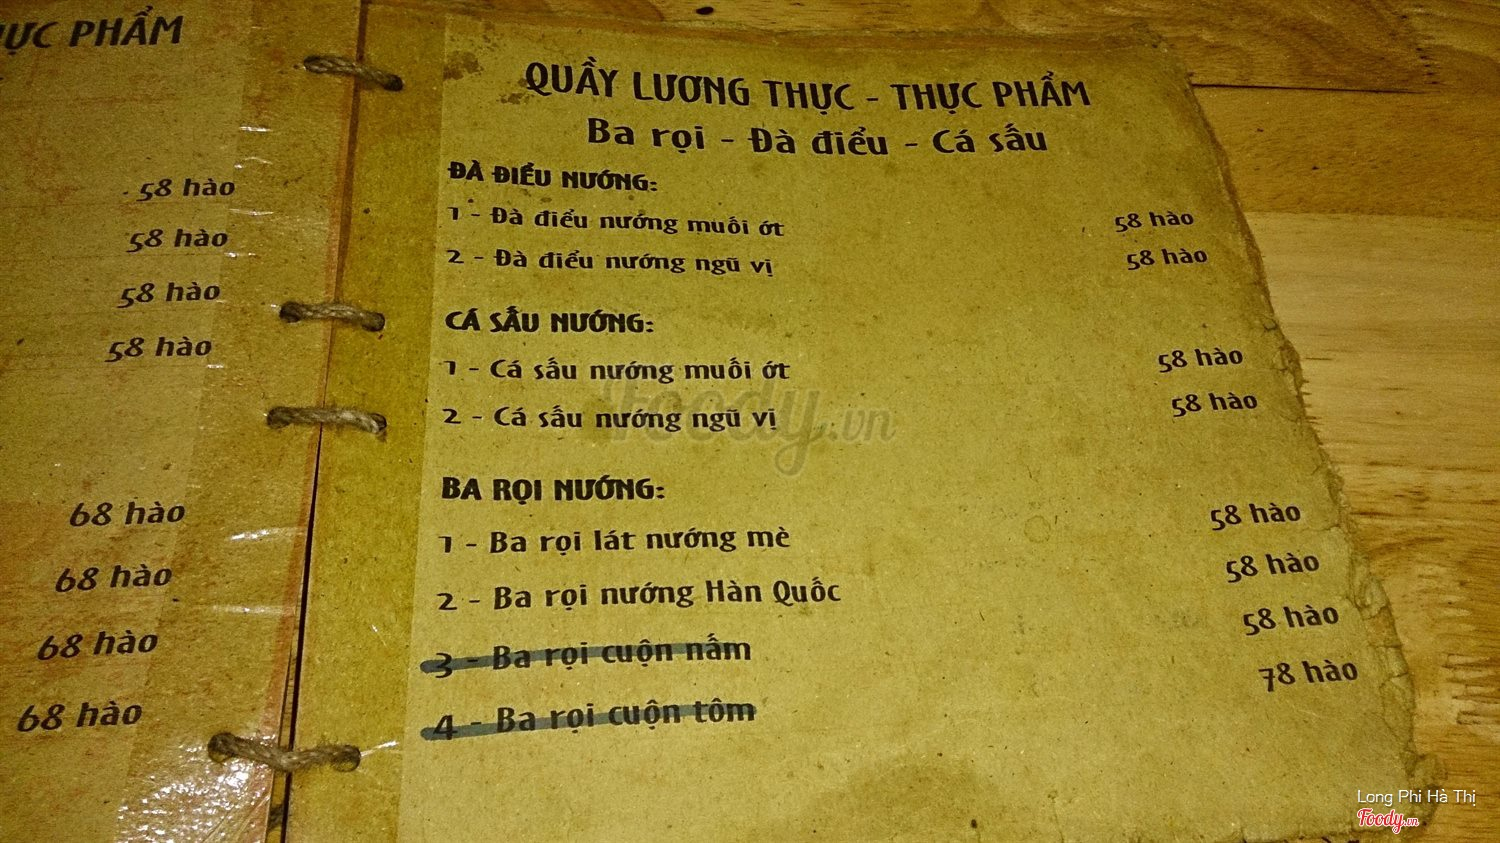 THỰC PHẨM
58 hào
58 hào
58 hào
58 hào
68 hào
68 hào
68 hào
68 hào
QUẦY LƯƠNG THỰC - THỰC PHẨM
Ba rọi - Đà điểu - Cá sấu
ĐÀ ĐIỂU NƯỚNG:
1 - Đà điểu nướng muối ớt 58 hào
2 - Đà điểu nướng ngũ vị 58 hào
CÁ SẤU NƯỚNG:
1 - Cá sấu nướng muối ớt 58 hào
2 - Cá sấu nướng ngũ vị 58 hào
BA RỌI NƯỚNG:
1 - Ba rọi lát nướng mè 58 hào
2 - Ba rọi nướng Hàn Quốc 58 hào
3 - Ba rọi cuộn nấm 58 hào
4 - Ba rọi cuộn tôm 78 hào
Foody.vn
Long Phi Hà Thị
Foody.vn